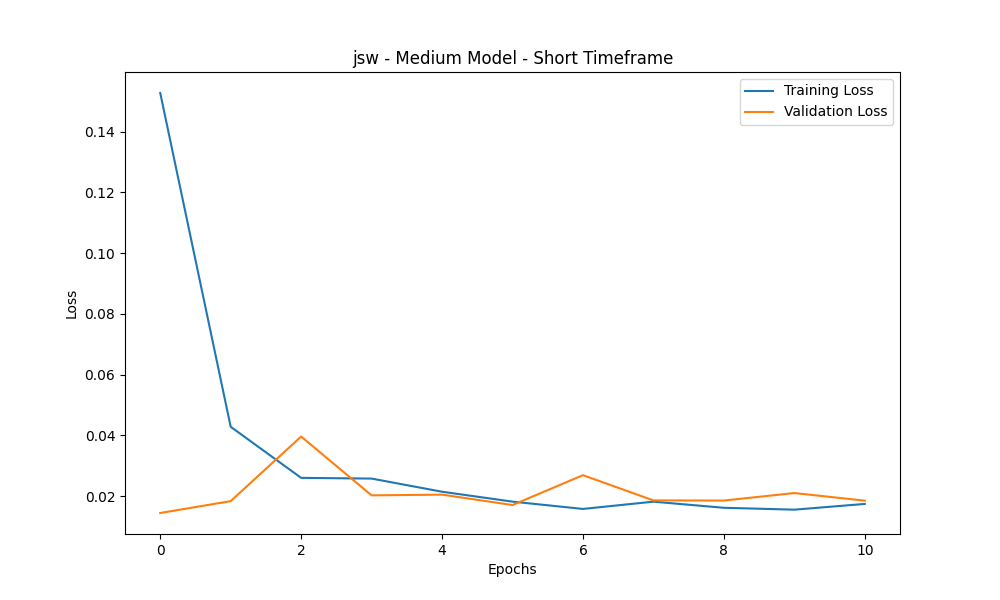 jsw - Medium Model - Short Timeframe
Training Loss
Validation Loss
0.14
0.12
0.10
0.08
0.06
0.04
0.02
Loss
0 2 4 6 8 10
Epochs